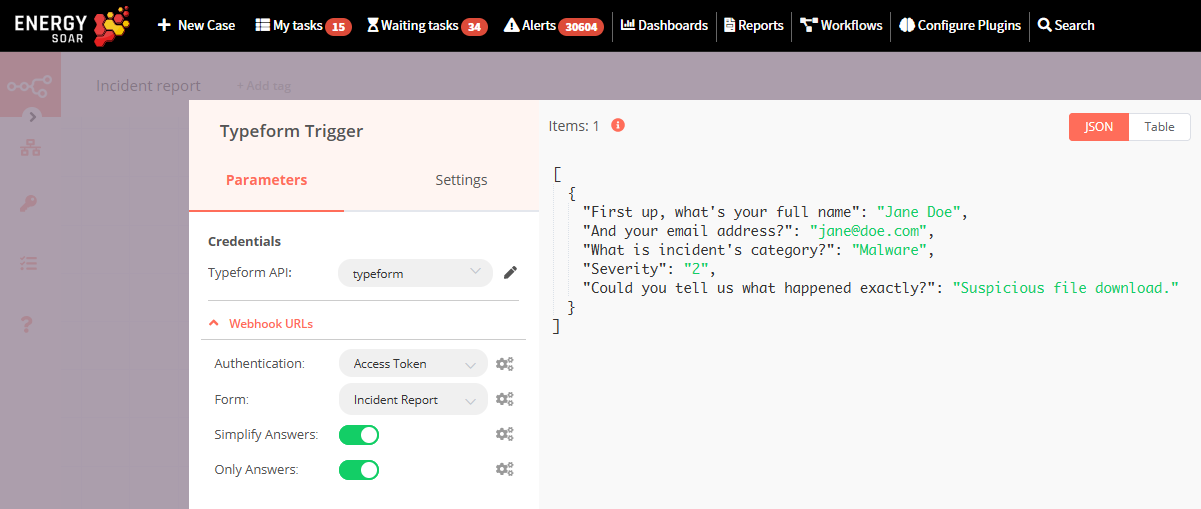 ENERGY
SOAR
New Case
My tasks 15
Waiting tasks 34
Alerts 30604
Dashboards
Reports
Workflows
Configure Plugins
Search
Incident report
+ Add tag
Typeform Trigger
Parameters
Settings
Credentials
Typeform API:
typeform
Webhook URLs
Authentication:
Access Token
Form:
Incident Report
Simplify Answers:
Only Answers:
Items: 1
JSON
Table
[
{
"First up, what's your full name": "Jane Doe",
"And your email address?": "jane@doe.com",
"What is incident's category?": "Malware",
"Severity": "2",
"Could you tell us what happened exactly?": "Suspicious file download."
}
]